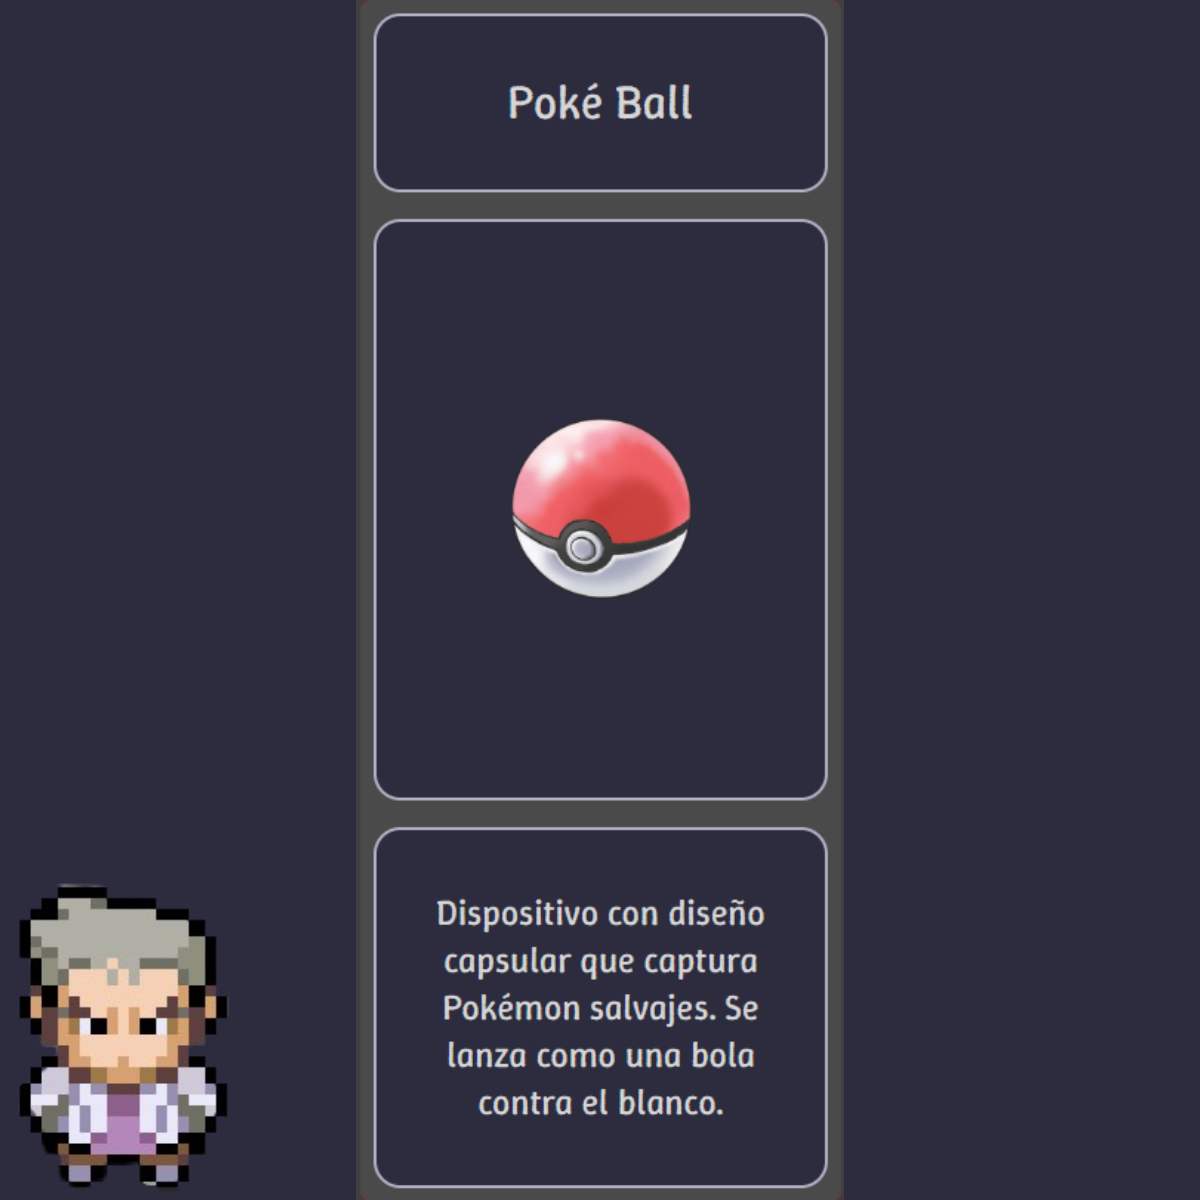 Poké Ball
Dispositivo con diseño
capsular que captura
Pokémon salvajes. Se
lanza como una bola
contra el blanco.